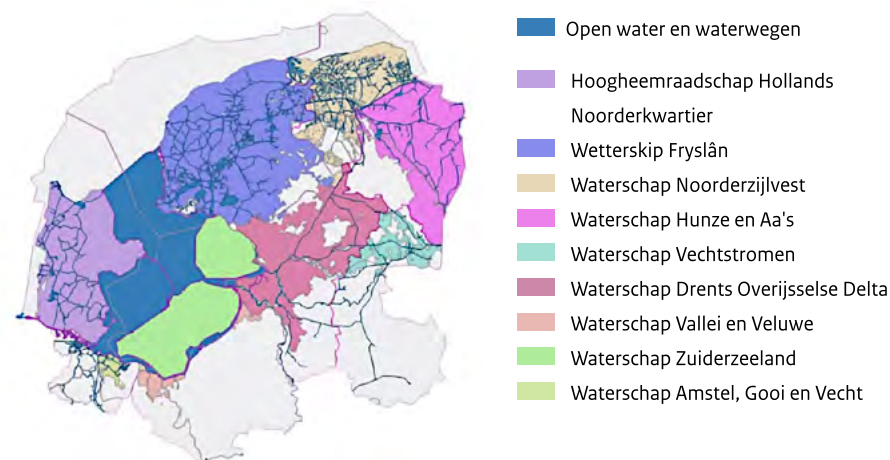 Open water en waterwegen
Hoogheemraadschap Hollands
Noorderkwartier
Wetterskip Fryslân
Waterschap Noorderzijlvest
Waterschap Hunze en Aa's
Waterschap Vechtstromen
Waterschap Drents Overijsselse Delta
Waterschap Vallei en Veluwe
Waterschap Zuiderzeeland
Waterschap Amstel, Gooi en Vecht